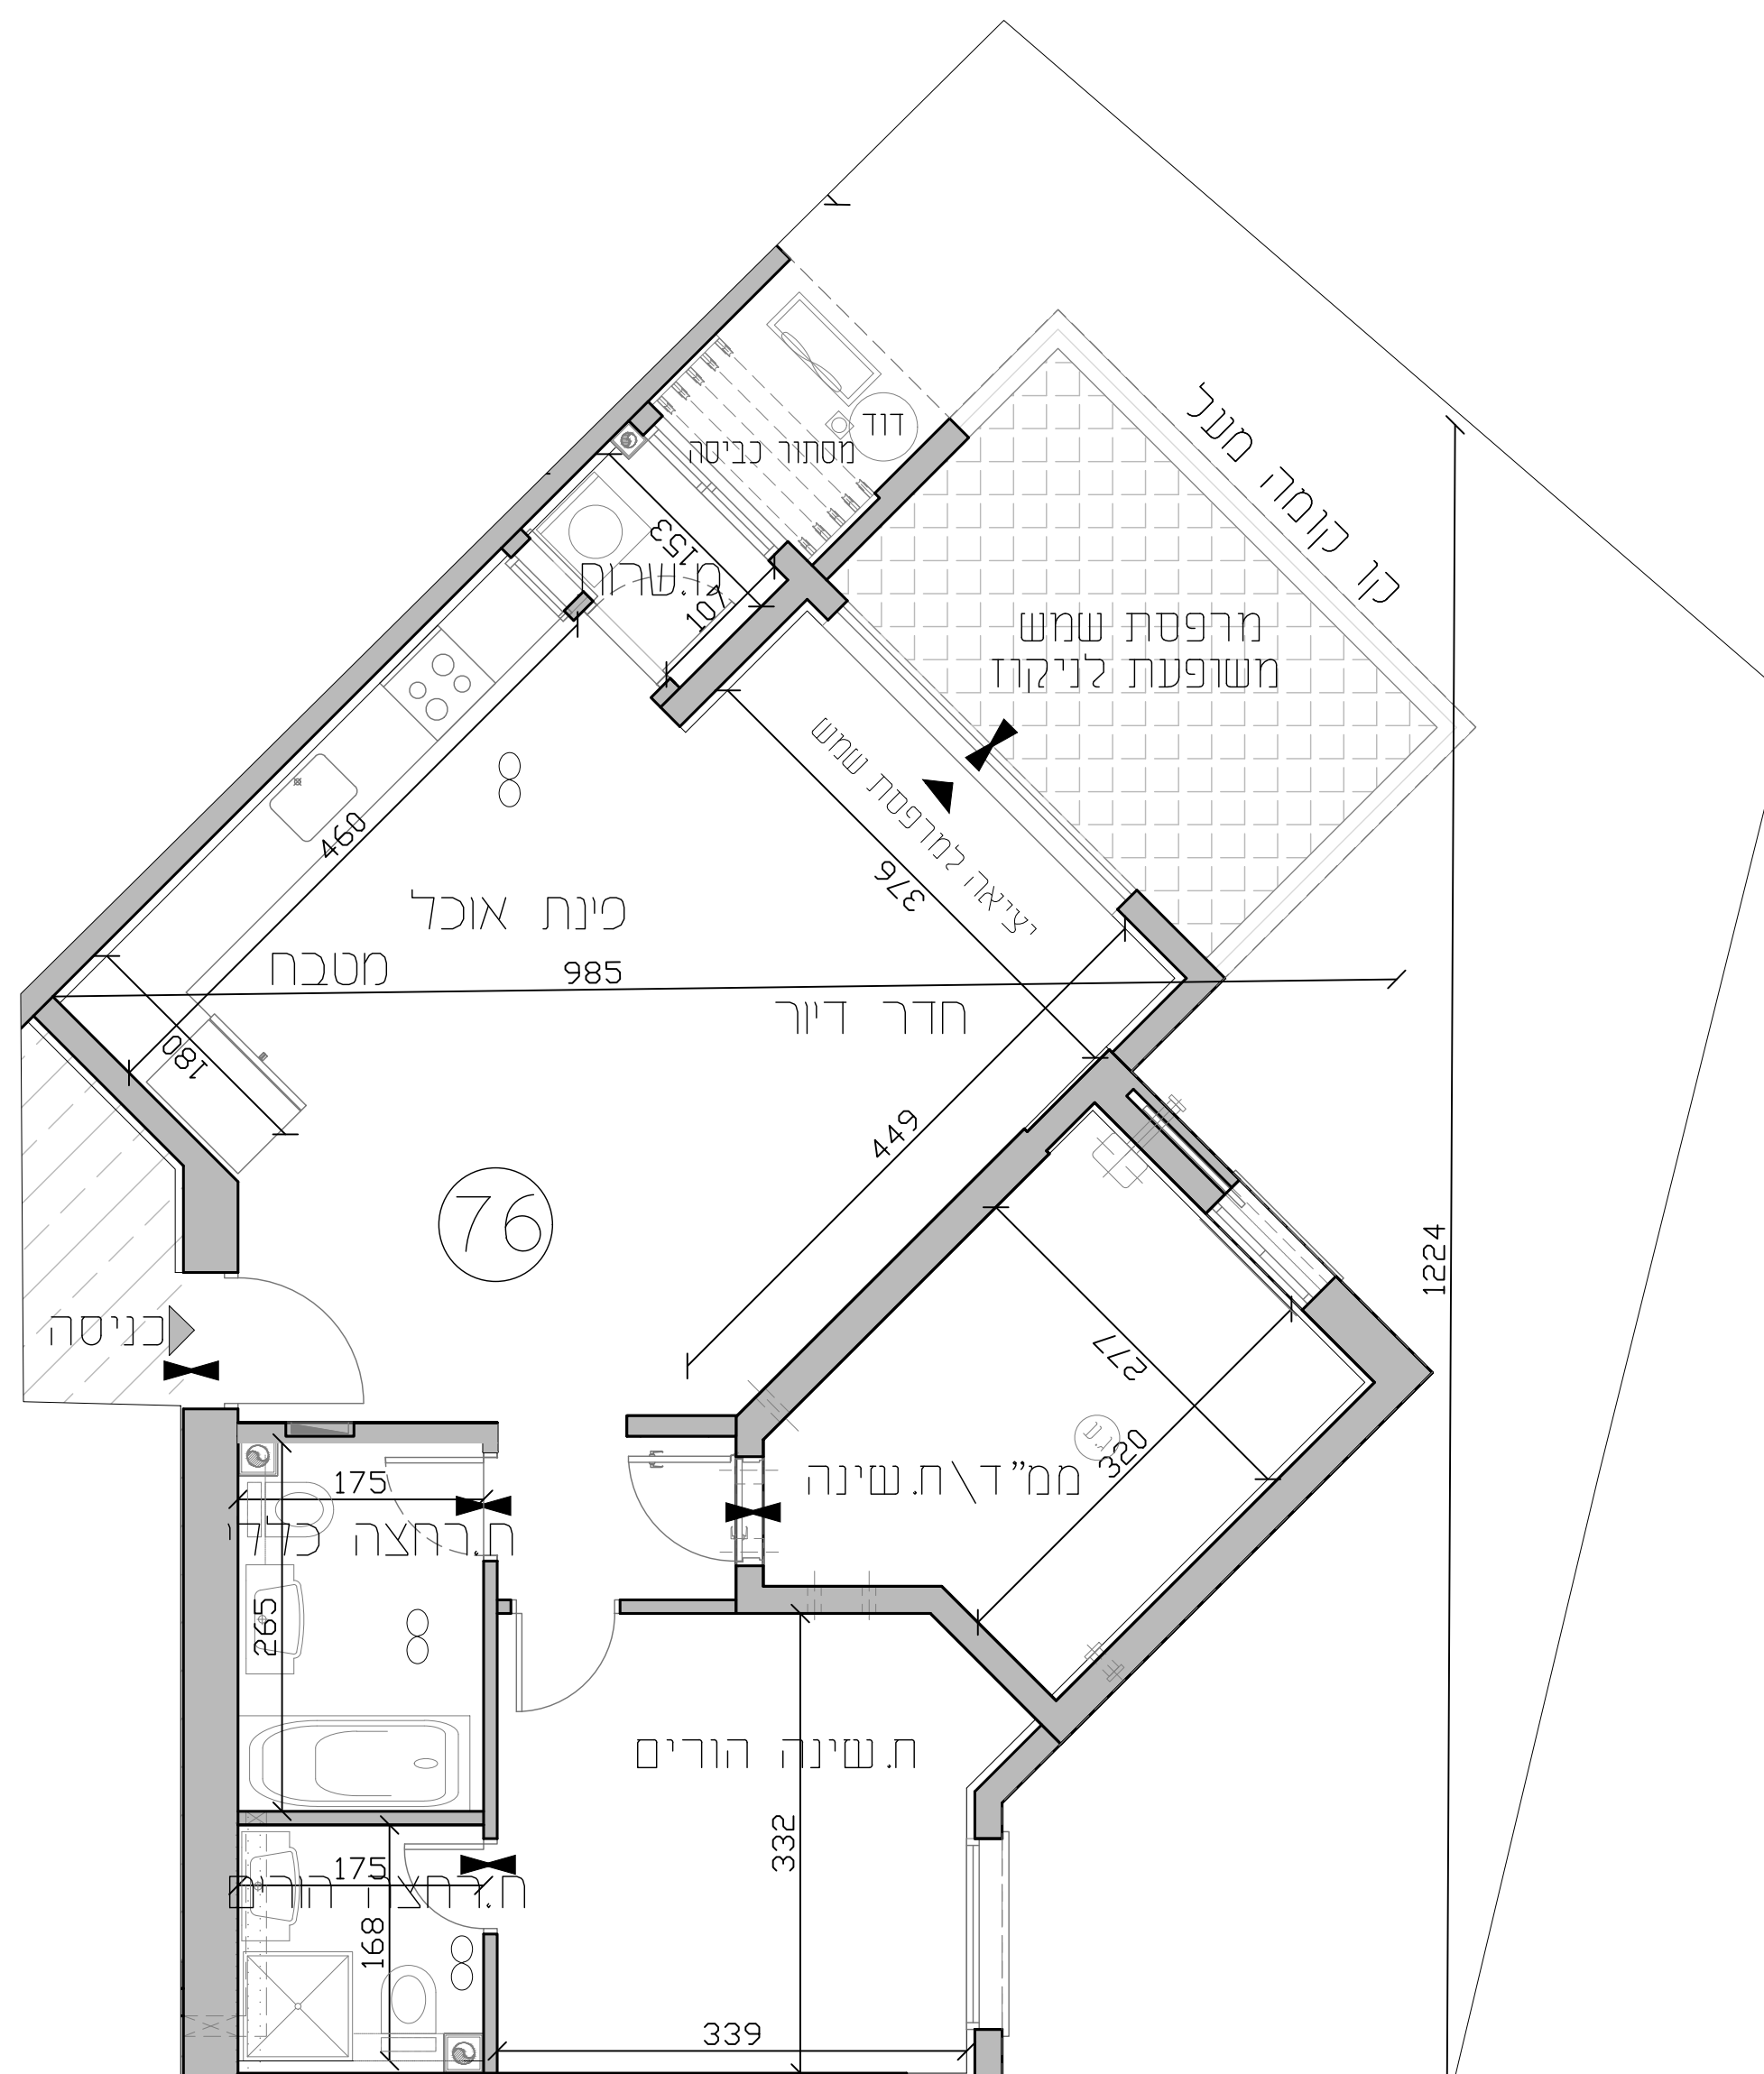 קו קומה מעל
דוד
מסתור כביסה
153
מ.שרות
107
מרפסת שמש
משופעת לניקוז
יציאה למרפסת שמש
460
376
פינת אוכל
מטבח
985
חדר דיור
180
449
76
1224
כניסה
277
320
ממ"ד\ח.שינה
175
ח.רחצה כללי
265
ח.שינה הורים
332
175
ח.רחצה הורים
168
339